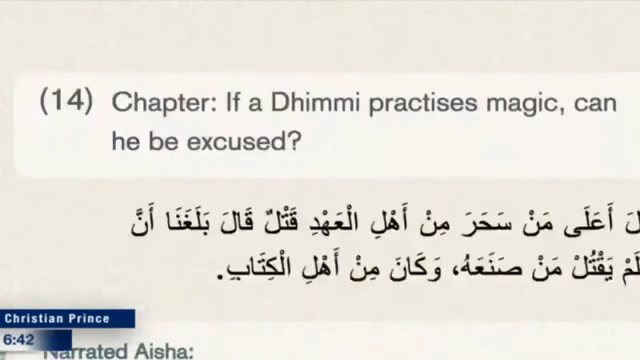 (14) Chapter: If a Dhimmi practises magic, can
he be excused?
أَعَلَى مَنْ سَحَرَ مِنْ أَهْلِ الْعَهْدِ قَتْلٌ قَالَ بَلَغَنَا أَنَّ
يَقْتُلْ مَنْ صَنَعَهُ، وَكَانَ مِنْ أَهْلِ الْكِتَابِ.
Christian Prince
6:42
Narrated Aisha: